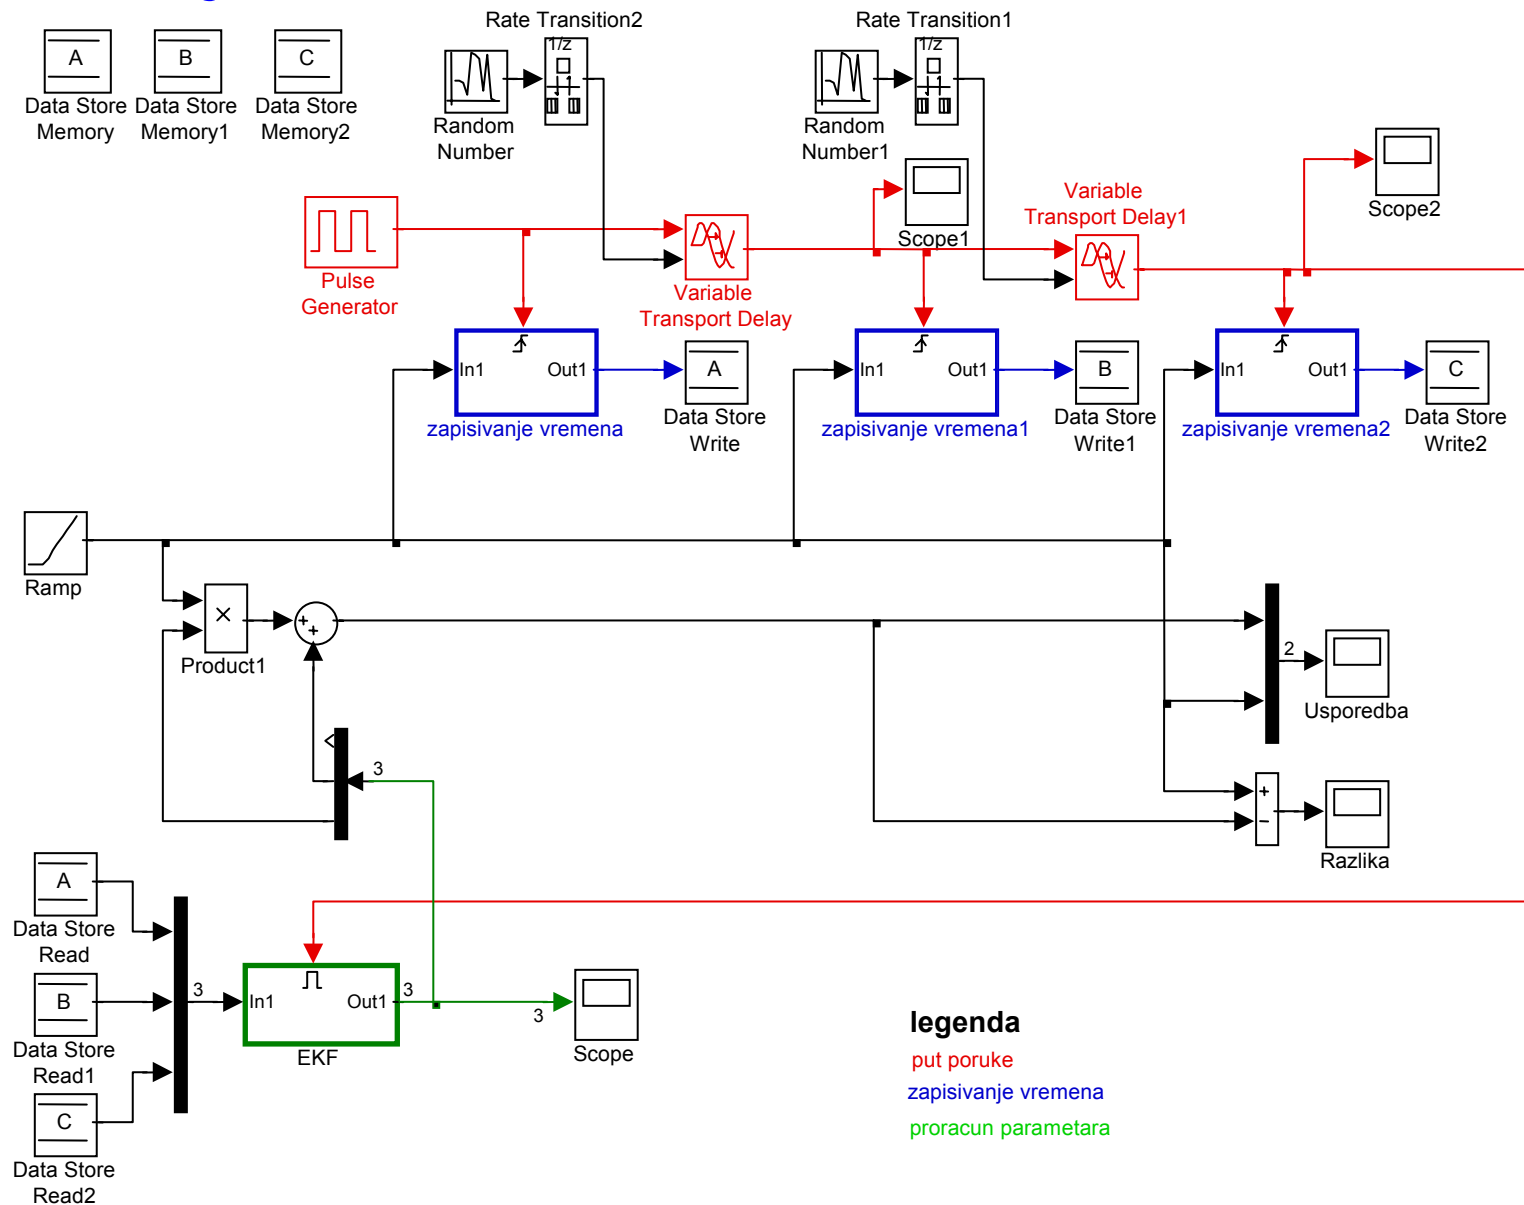 Rate Transition2
Rate Transition1
A
B
C
1/z
1/z
Data Store
Memory
Data Store
Memory1
Data Store
Memory2
Random
Number
Random
Number1
Variable
Transport Delay1
Scope2
Scope1
Pulse
Generator
Variable
Transport Delay
In1
Out1
A
In1
Out1
B
In1
Out1
C
zapisivanje vremena
Data Store
Write
zapisivanje vremena1
Data Store
Write1
zapisivanje vremena2
Data Store
Write2
Ramp
×
+
+
Product1
2
Usporedba
3
+
−
Razlika
A
Data Store
Read
B
Data Store
Read1
C
Data Store
Read2
3
In1
Out1
3
3
EKF
Scope
legenda
put poruke
zapisivanje vremena
proracun parametara